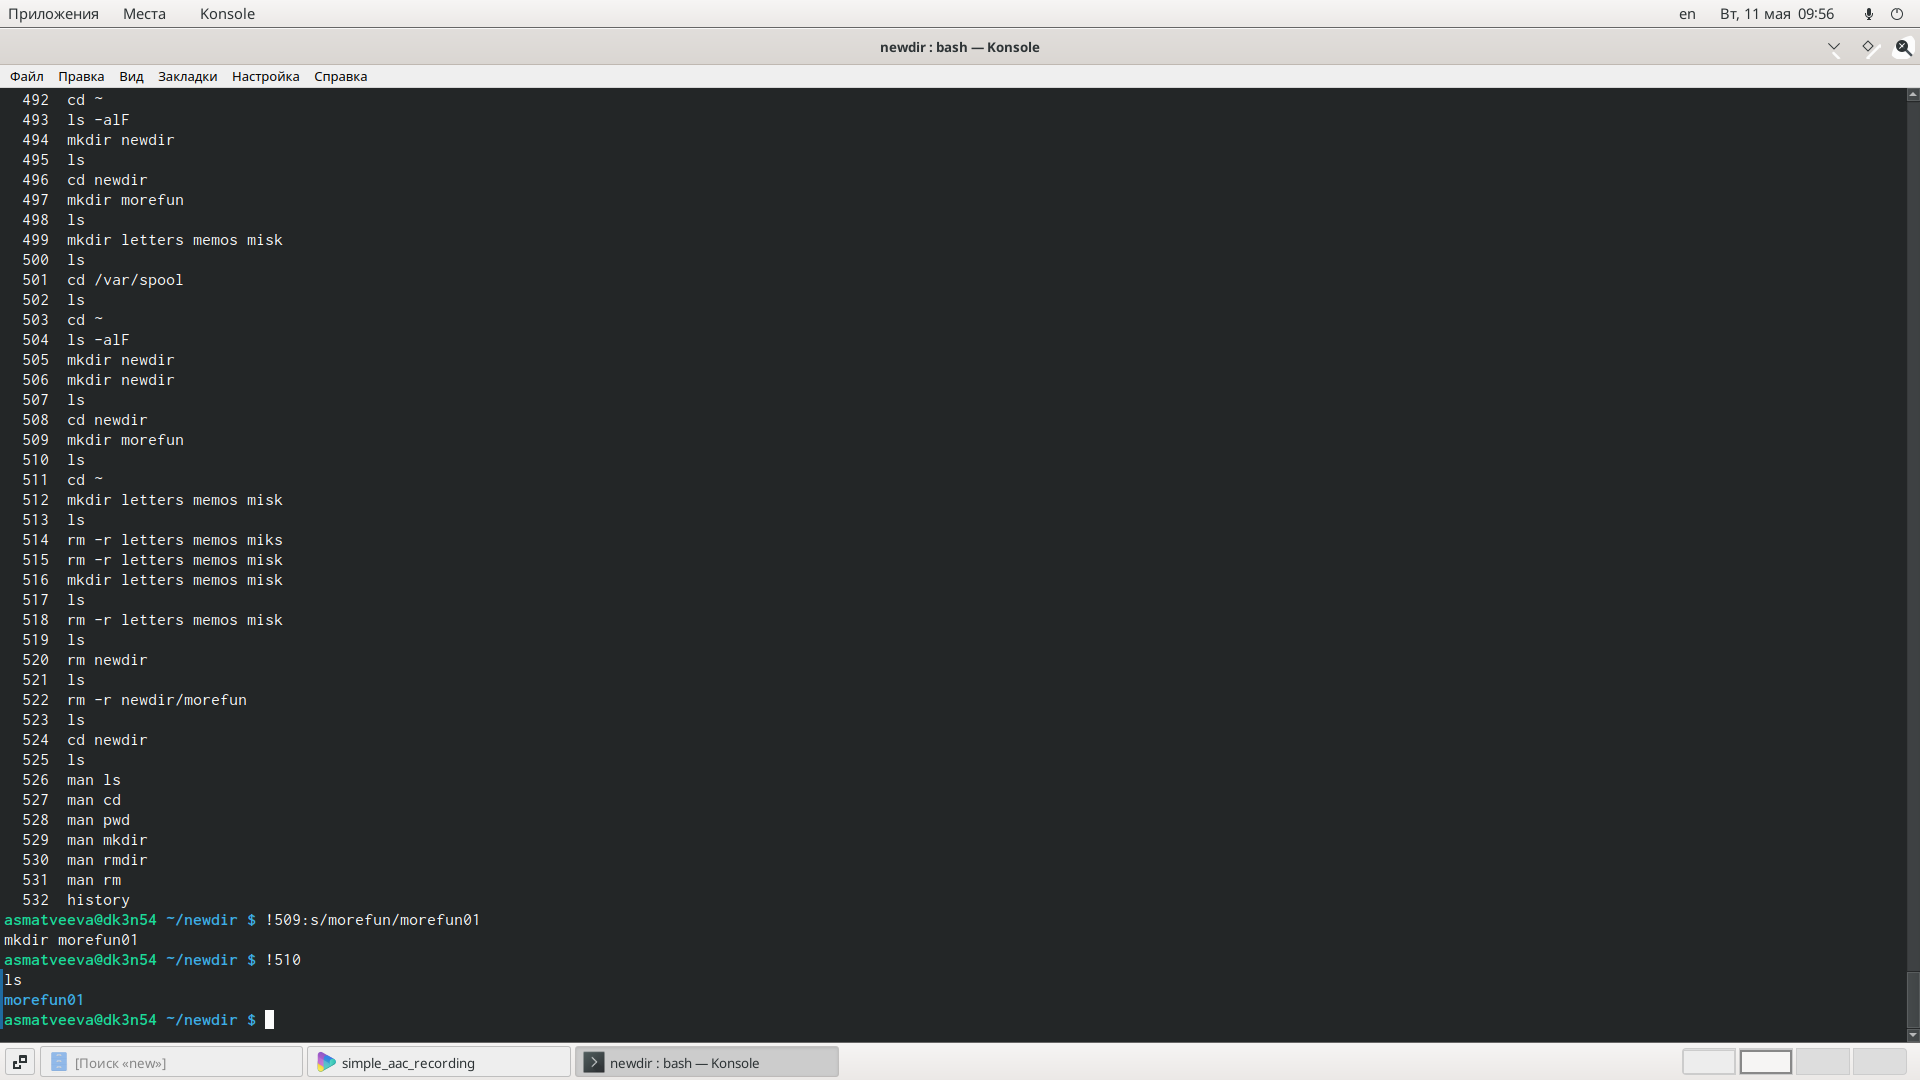 Приложения Места Konsole en Вт, 11 мая 09:56
newdir : bash — Konsole
Файл Правка Вид Закладки Настройка Справка
492 cd ~
493 ls -alF
494 mkdir newdir
495 ls
496 cd newdir
497 mkdir morefun
498 ls
499 mkdir letters memos misk
500 ls
501 cd /var/spool
502 ls
503 cd ~
504 ls -alF
505 mkdir newdir
506 mkdir newdir
507 ls
508 cd newdir
509 mkdir morefun
510 ls
511 cd ~
512 mkdir letters memos misk
513 ls
514 rm -r letters memos miks
515 rm -r letters memos misk
516 mkdir letters memos misk
517 ls
518 rm -r letters memos misk
519 ls
520 rm newdir
521 ls
522 rm -r newdir/morefun
523 ls
524 cd newdir
525 ls
526 man ls
527 man cd
528 man pwd
529 man mkdir
530 man rmdir
531 man rm
532 history
asmatveeva@dk3n54 ~/newdir $ !509:s/morefun/morefun01
mkdir morefun01
asmatveeva@dk3n54 ~/newdir $ !510
ls
morefun01
asmatveeva@dk3n54 ~/newdir $
[Поиск «new»] simple_aac_recording newdir : bash — Konsole